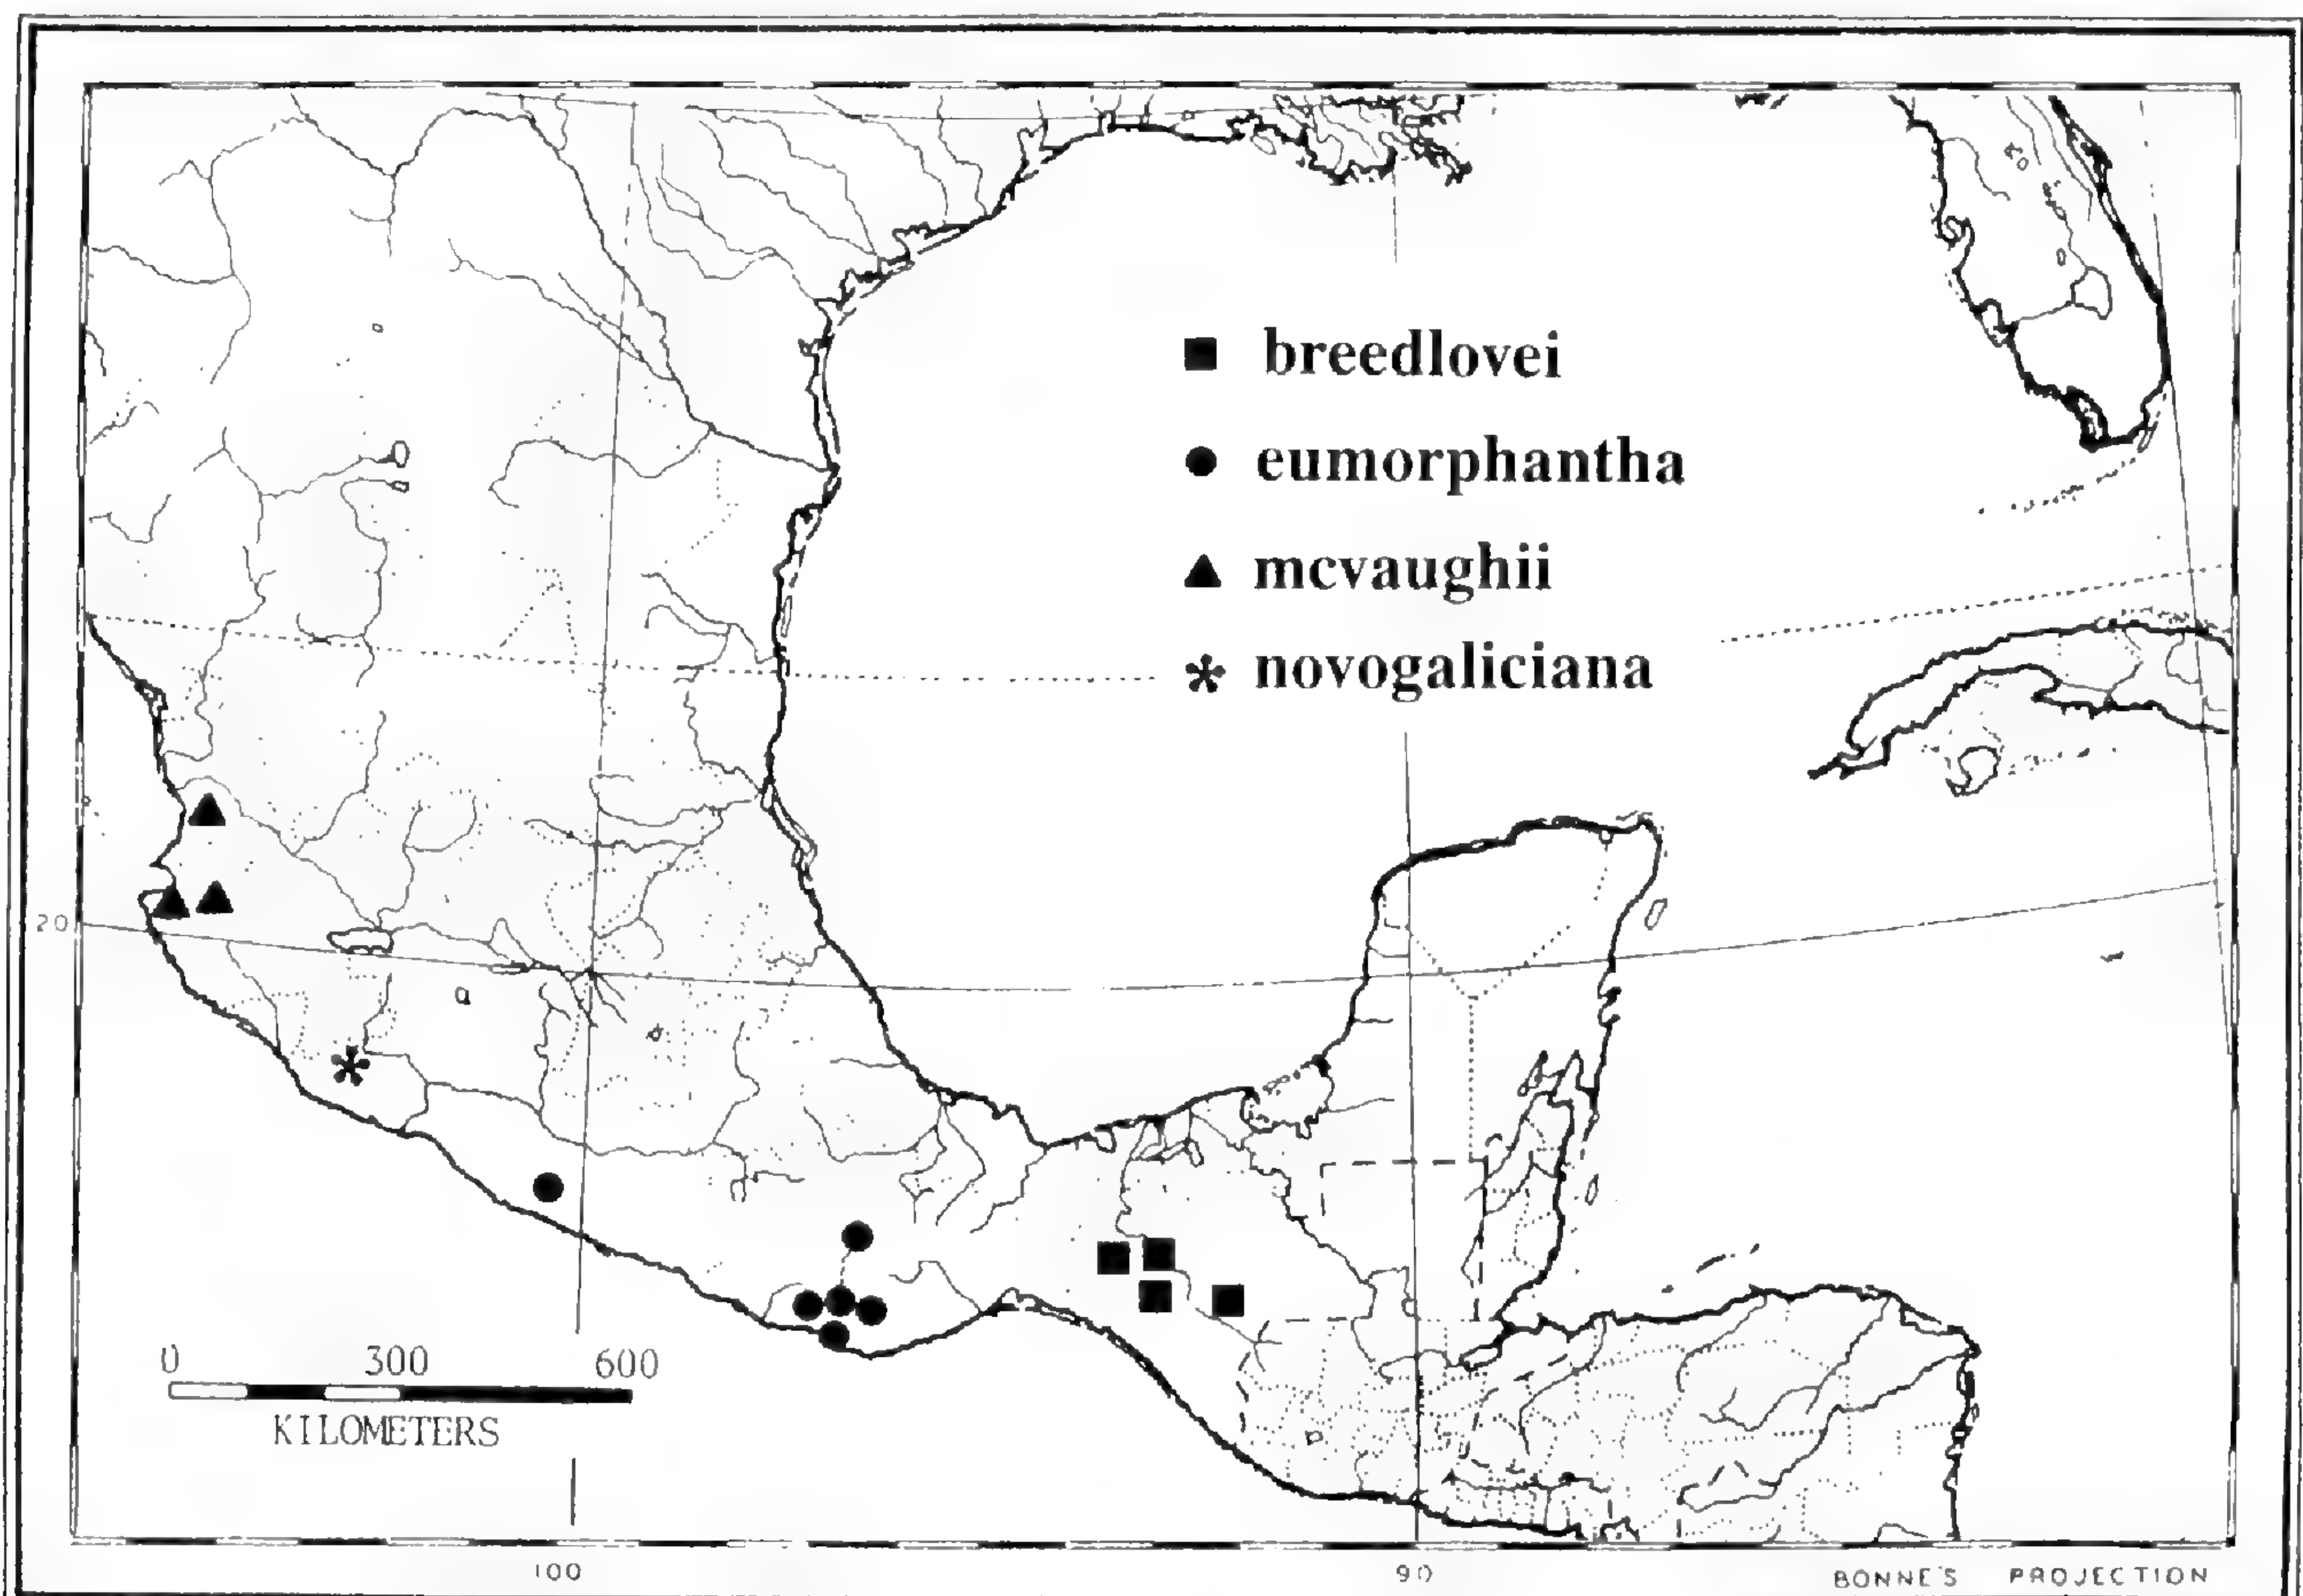 breedlovei
eumorphantha
mcvaughii
novogaliciana
20
0 300 600
KILOMETERS
100 90
BONNE'S PROJECTION